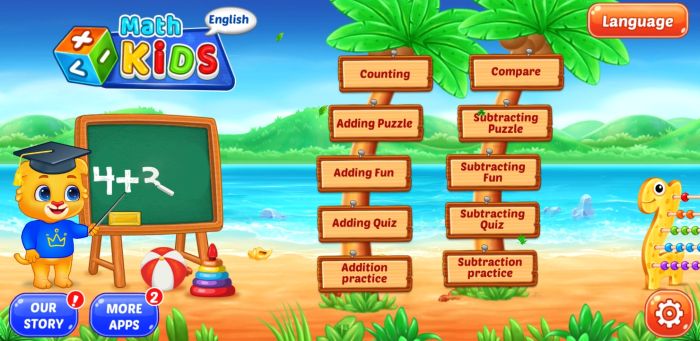 Math
KiDS
English
Language
Counting
Compare
Adding Puzzle
Subtracting
Puzzle
Adding Fun
Subtracting
Fun
Adding Quiz
Subtracting
Quiz
Addition
practice
Subtraction
practice
4+3
OUR
STORY
!
MORE
APPS
2